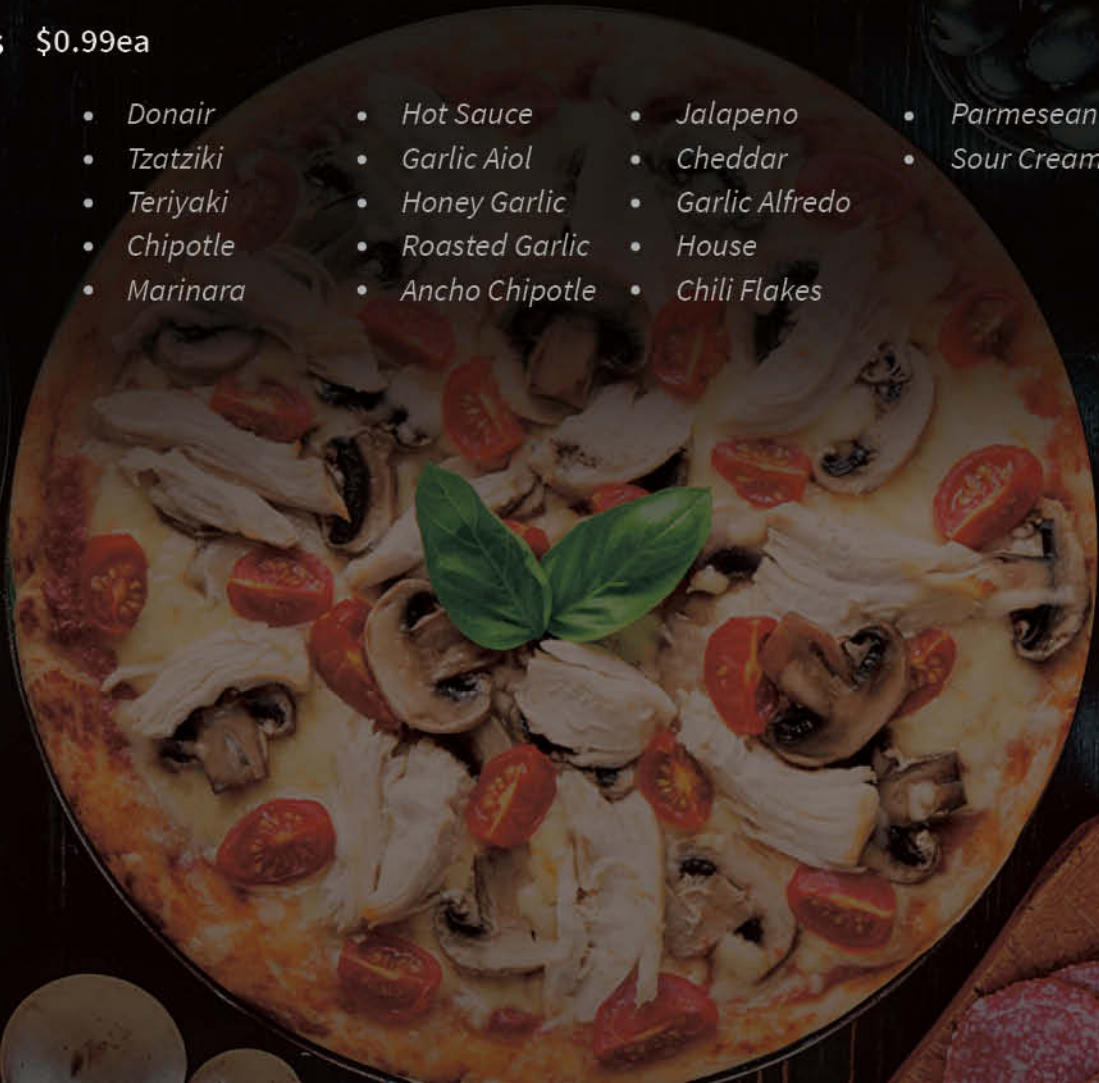 $0.99ea
• Donair
• Tzatziki
• Teriyaki
• Chipotle
• Marinara
• Hot Sauce
• Garlic Aiol
• Honey Garlic
• Roasted Garlic
• Ancho Chipotle
• Jalapeno
• Cheddar
• Garlic Alfredo
• House
• Chili Flakes
• Parmesean
• Sour Cream